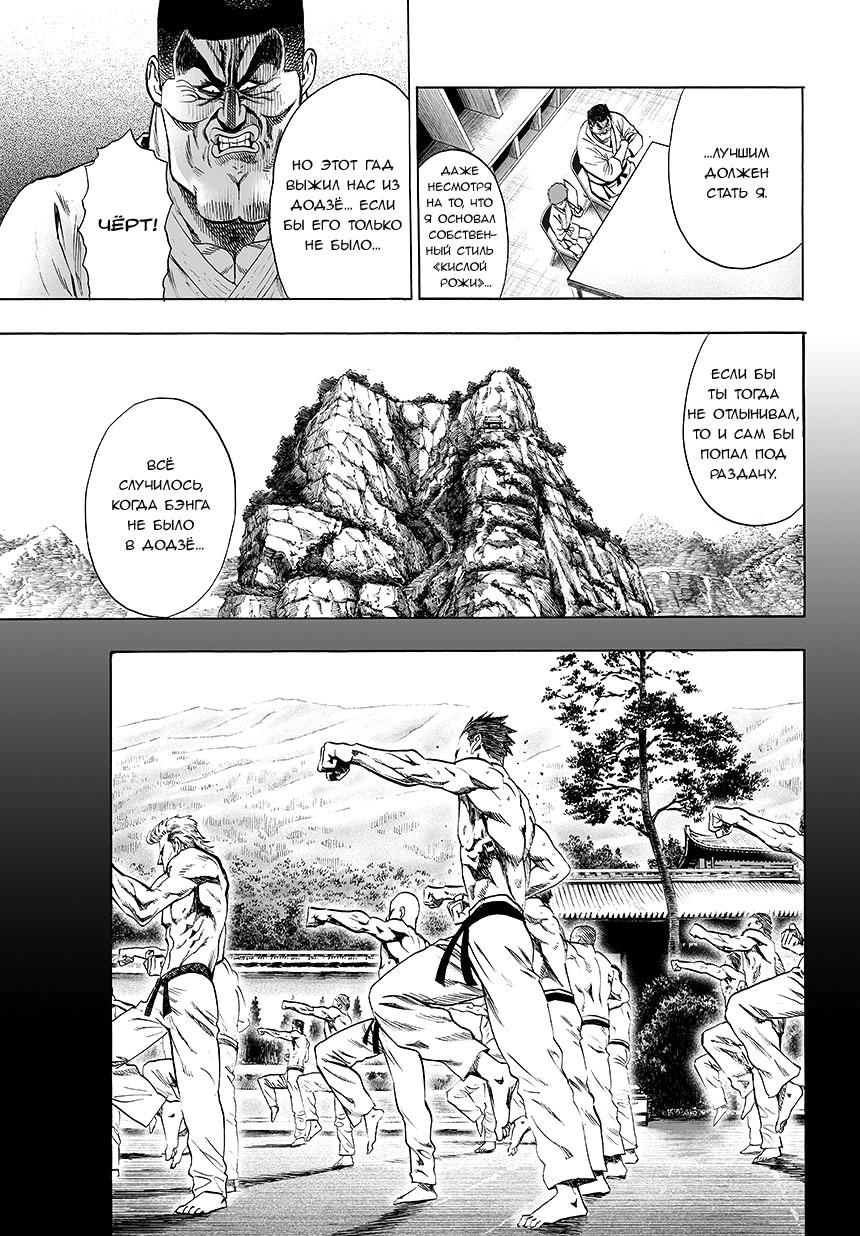 ...ЛУЧШИМ
ДОЛЖЕН
СТАТЬ Я.
ДАЖЕ
НЕСМОТРЯ
НА ТО, ЧТО
Я ОСНОВАЛ
СОБСТВЕН-
НЫЙ СТИЛЬ
«КИСЛОЙ
РОЖИ»...
НО ЭТОТ ГАД
ВЫЖИЛ НАС ИЗ
ДОДЗЁ... ЕСЛИ
БЫ ЕГО ТОЛЬКО
НЕ БЫЛО...
ЧЁРТ!
ЕСЛИ БЫ
ТЫ ТОГДА
НЕ ОТЛЫНИВАЛ,
ТО И САМ БЫ
ПОПАЛ ПОД
РАЗДАЧУ.
ВСЁ
СЛУЧИЛОСЬ,
КОГДА БЭНГА
НЕ БЫЛО
В ДОДЗЁ...